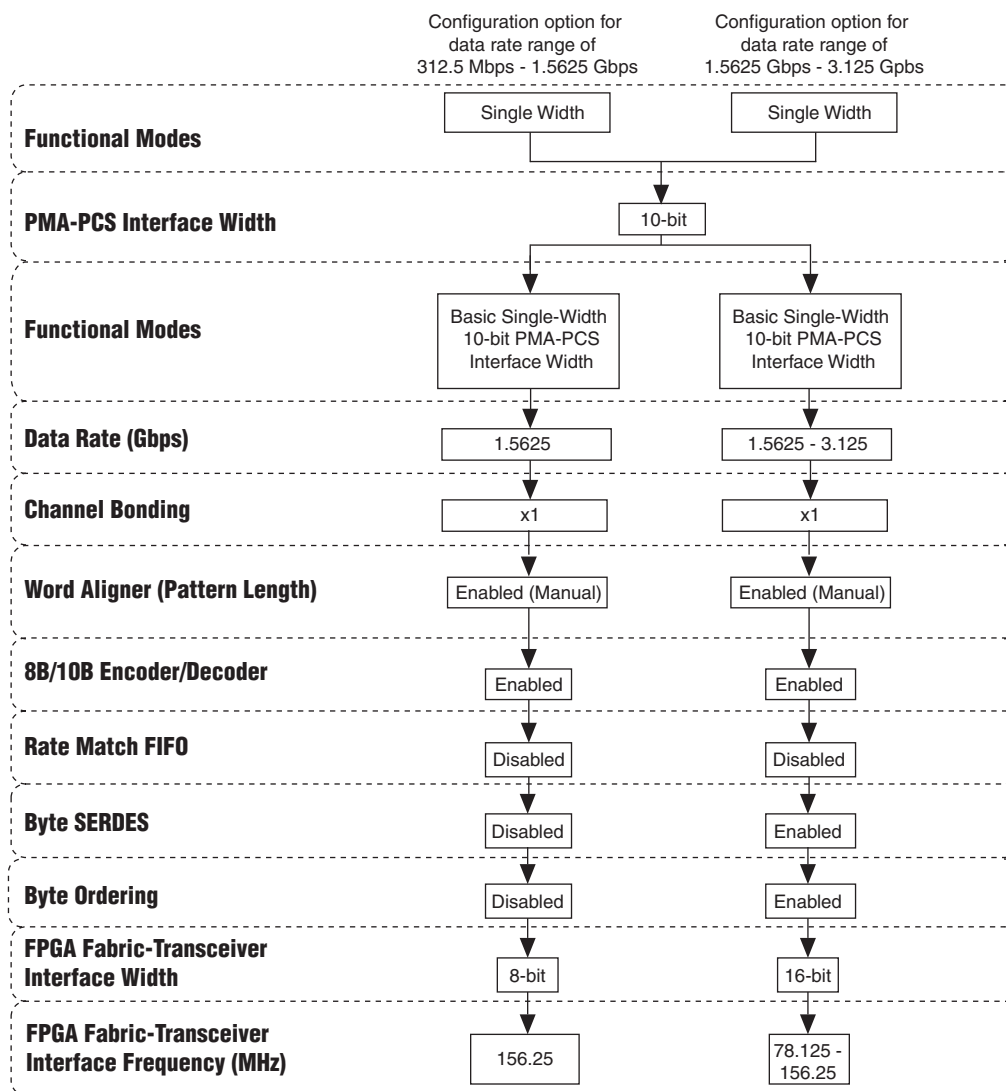 Configuration option for
data rate range of
312.5 Mbps - 1.5625 Gbps
Configuration option for
data rate range of
1.5625 Gbps - 3.125 Gpbs
Functional Modes
Single Width
Single Width
PMA-PCS Interface Width
10-bit
Functional Modes
Basic Single-Width
10-bit PMA-PCS
Interface Width
Basic Single-Width
10-bit PMA-PCS
Interface Width
Data Rate (Gbps)
1.5625
1.5625 - 3.125
Channel Bonding
x1
x1
Word Aligner (Pattern Length)
Enabled (Manual)
Enabled (Manual)
8B/10B Encoder/Decoder
Enabled
Enabled
Rate Match FIFO
Disabled
Disabled
Byte SERDES
Disabled
Enabled
Byte Ordering
Disabled
Enabled
FPGA Fabric-Transceiver
Interface Width
8-bit
16-bit
FPGA Fabric-Transceiver
Interface Frequency (MHz)
156.25
78.125 -
156.25